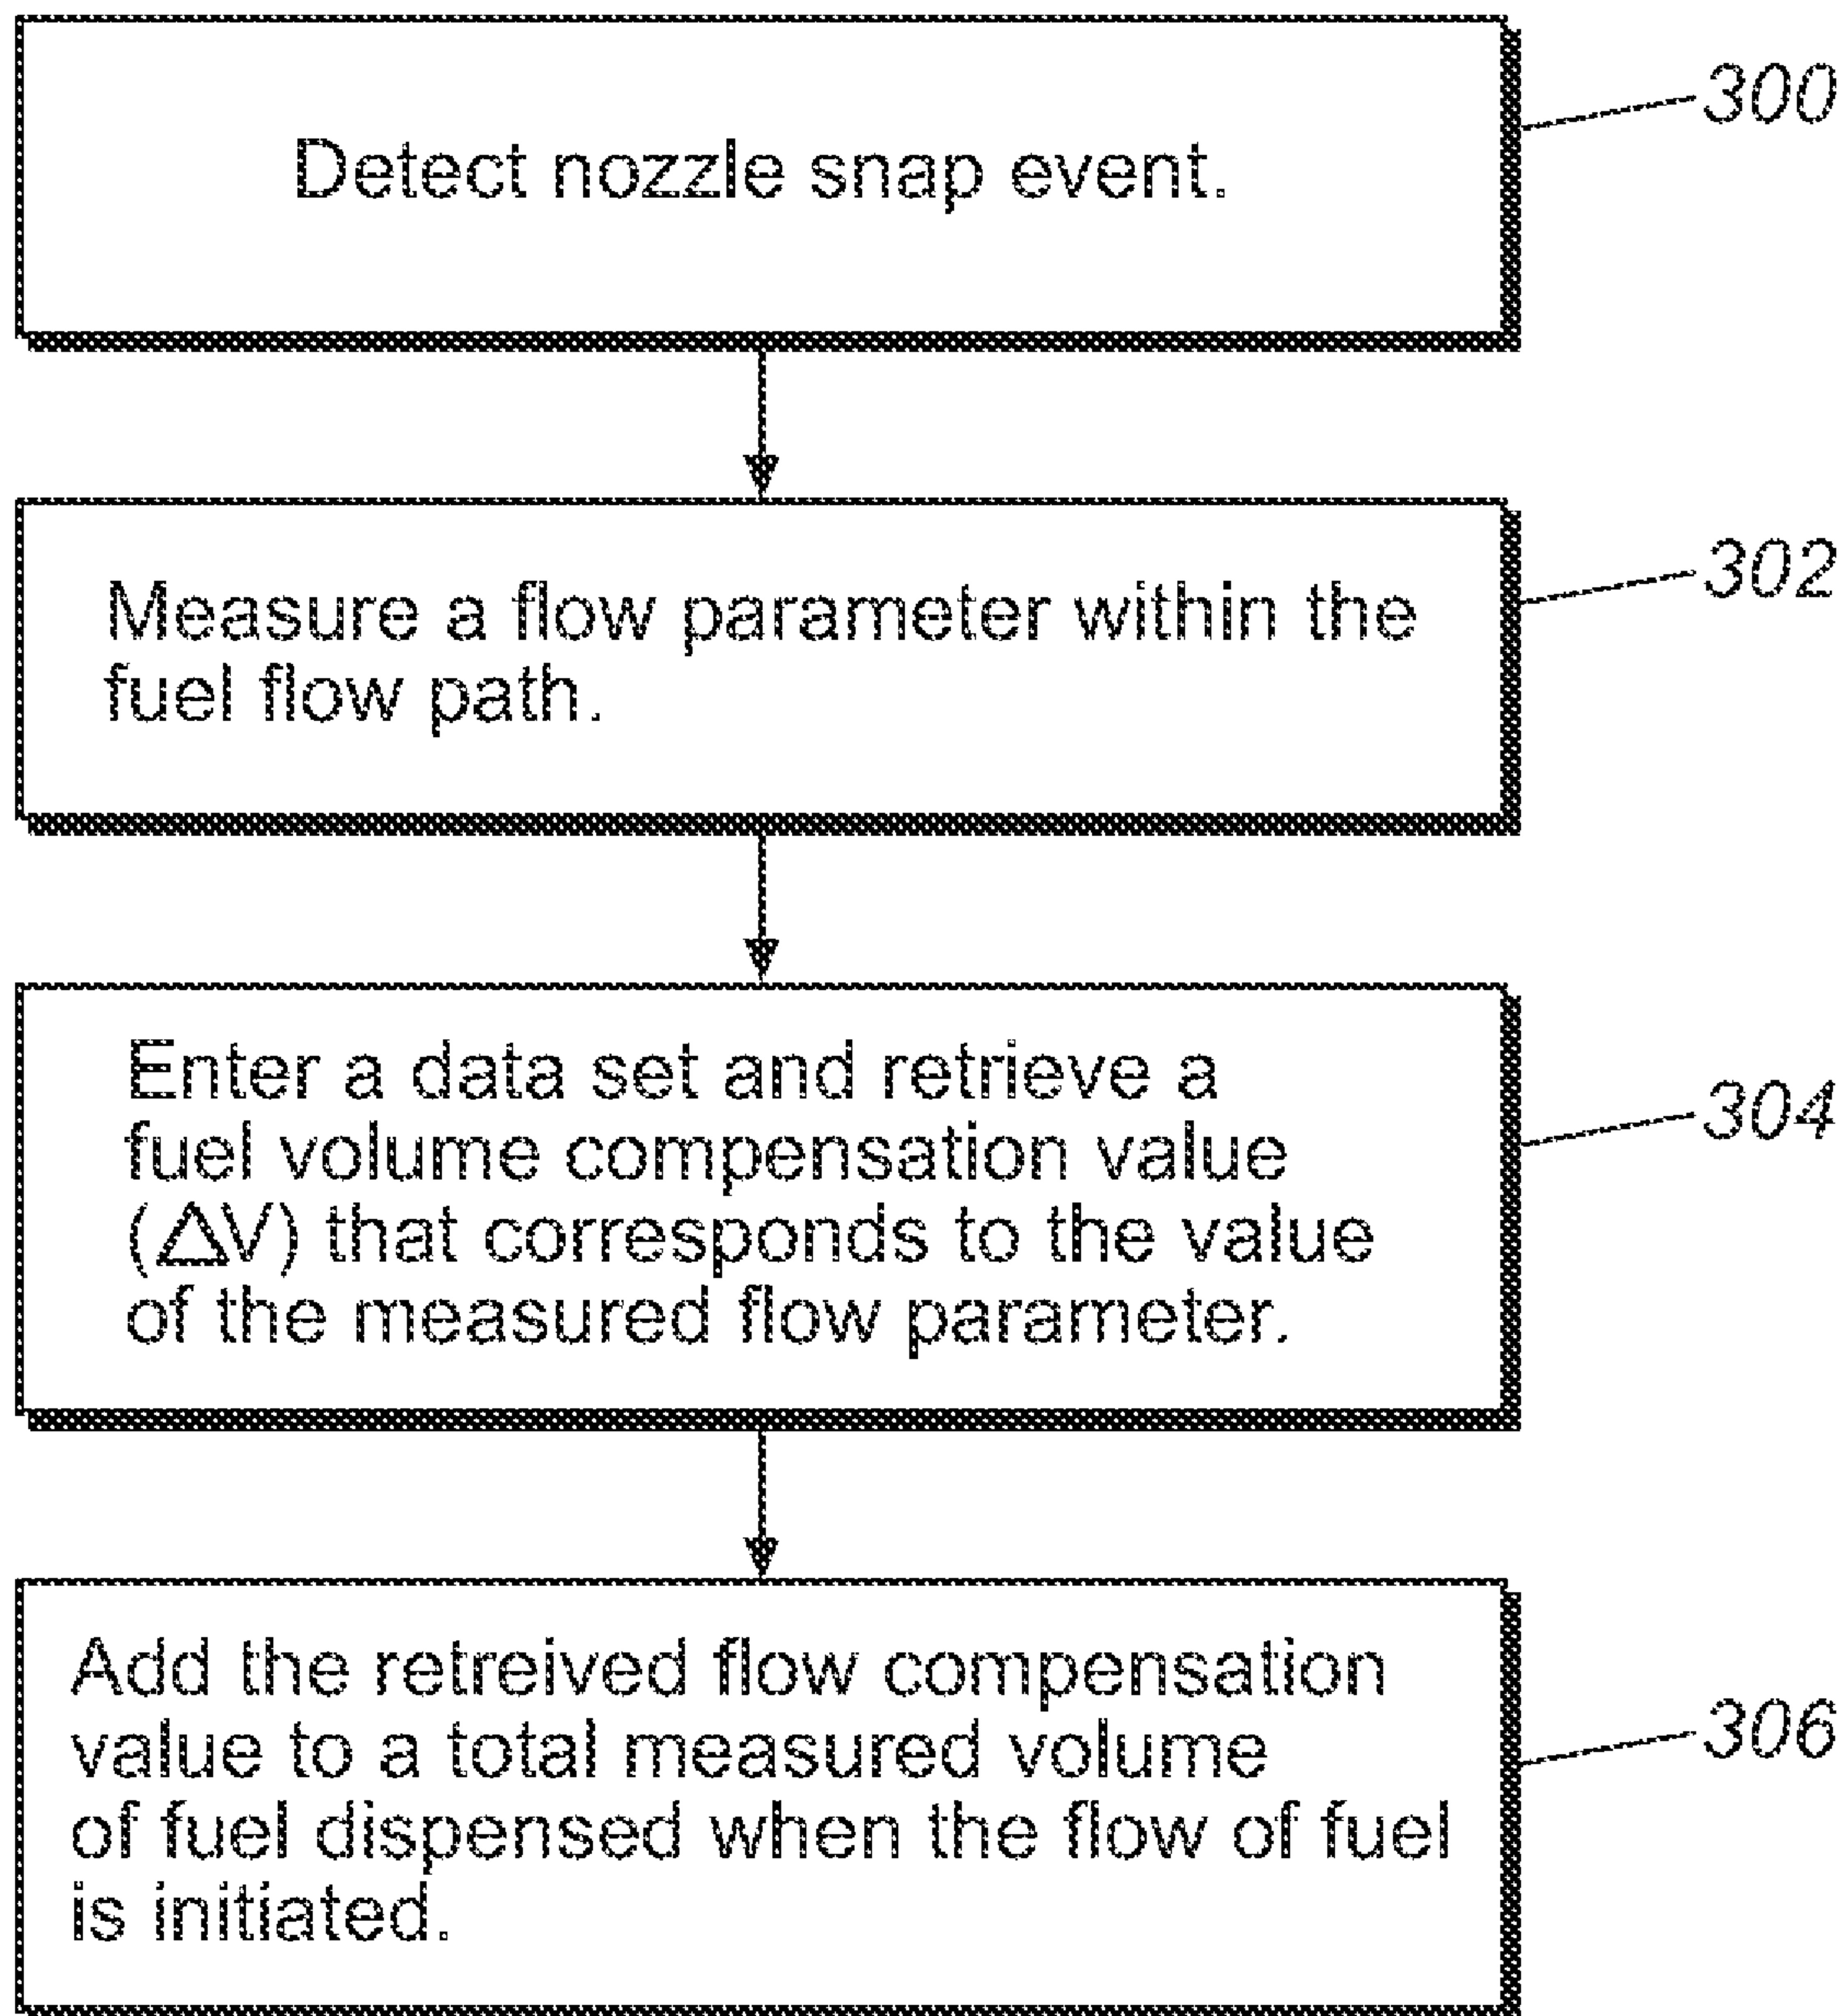 Detect nozzle snap event.
300
Measure a flow parameter within the
fuel flow path.
302
Enter a data set and retrieve a
fuel volume compensation value
(△V) that corresponds to the value
of the measured flow parameter.
304
Add the retreived flow compensation
value to a total measured volume
of fuel dispensed when the flow of fuel
is initiated.
306